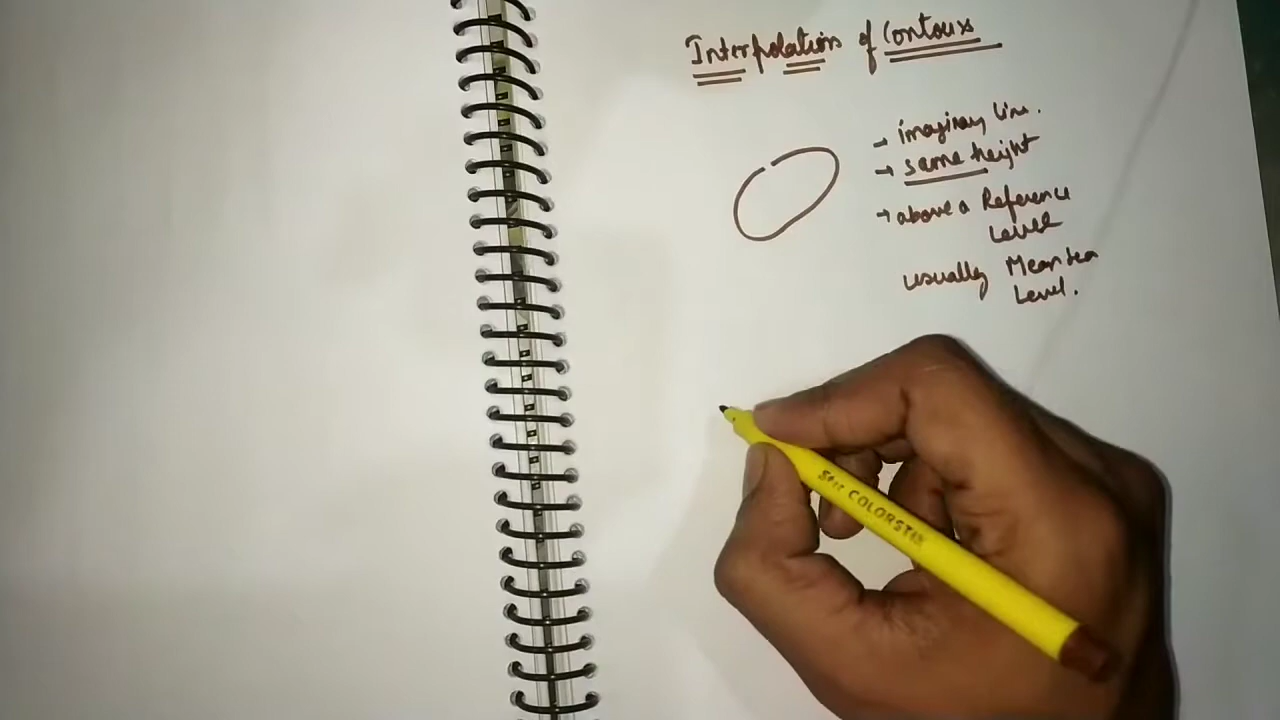 Interpolation of Contours
→ imaginary line.
→ same height
→ above a Reference
Level
usually Mean sea
Level.
COLORSTIX